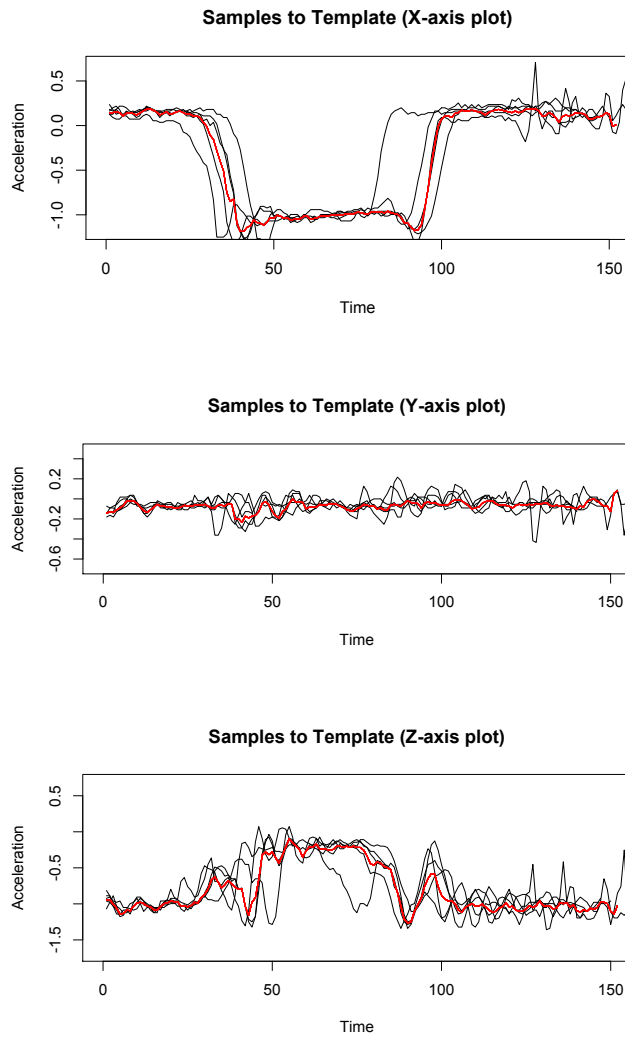 Samples to Template (X-axis plot)
Acceleration
0.5
0.0
-0.5
-1.0
0 50 100 150
Time
Samples to Template (Y-axis plot)
Acceleration
0.2
-0.2
-0.6
0 50 100 150
Time
Samples to Template (Z-axis plot)
Acceleration
0.5
-0.5
-1.5
0 50 100 150
Time